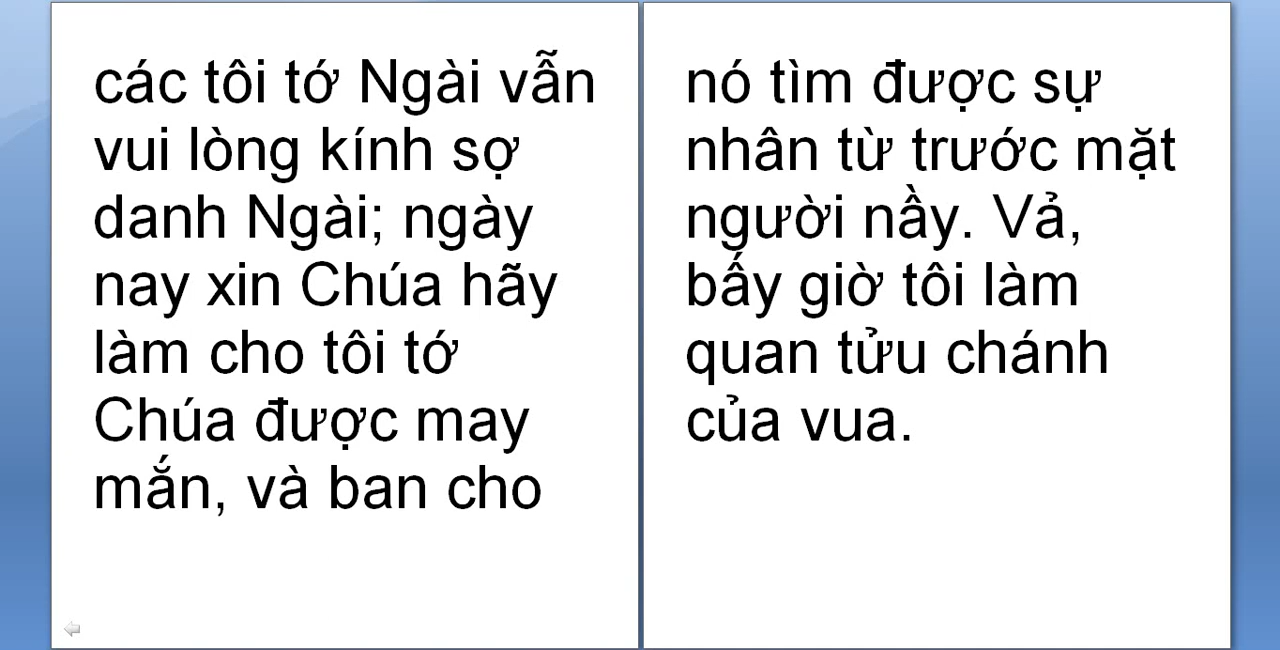 các tôi tớ Ngài vẫn
vui lòng kính sợ
danh Ngài; ngày
nay xin Chúa hãy
làm cho tôi tớ
Chúa được may
mắn, và ban cho
nó tìm được sự
nhân từ trước mặt
người nầy. Vả,
bấy giờ tôi làm
quan tửu chánh
của vua.